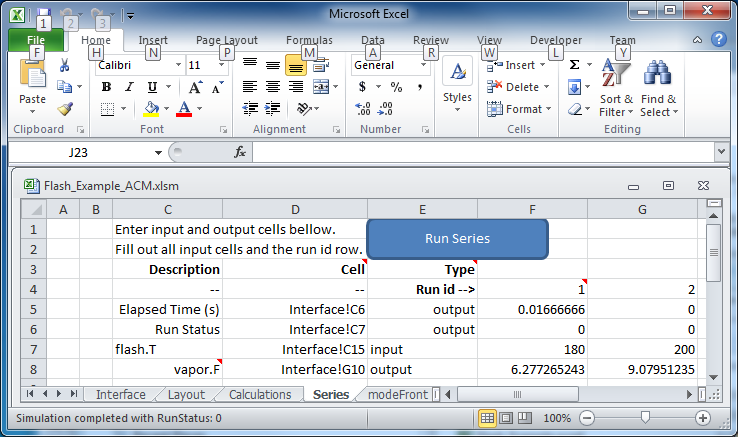 Microsoft Excel
1 2 3
File Home Insert Page Layout Formulas Data Review View Developer Team
F H N P M A R W L Y
Paste
Clipboard
Calibri 11
A A
B I U
A
Font
Alignment
General
$ % ,
.00 .0
Number
A
Styles
Insert
Delete
Format
Cells
Σ
Sort & Filter
Find & Select
Editing
J23 fx
Flash_Example_ACM.xlsm
A B C D E F G
1 Enter input and output cells bellow. Run Series
2 Fill out all input cells and the run id row.
3 Description Cell Type
4 -- -- Run id --> 1 2
5 Elapsed Time (s) Interface!C6 output 0.01666666 0
6 Run Status Interface!C7 output 0 0
7 flash.T Interface!C15 input 180 200
8 vapor.F Interface!G10 output 6.277265243 9.07951235
Interface Layout Calculations Series modeFront
Simulation completed with RunStatus: 0 100%